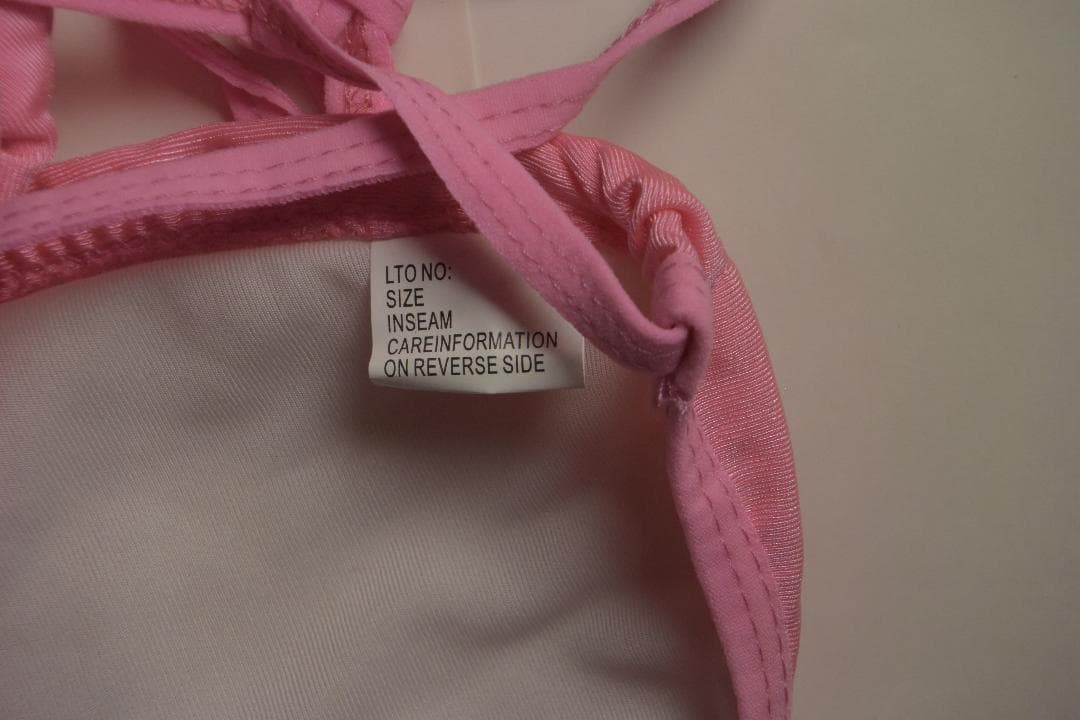 LTO NO:
SIZE
INSEAM
CAREINFORMATION
ON REVERSE SIDE